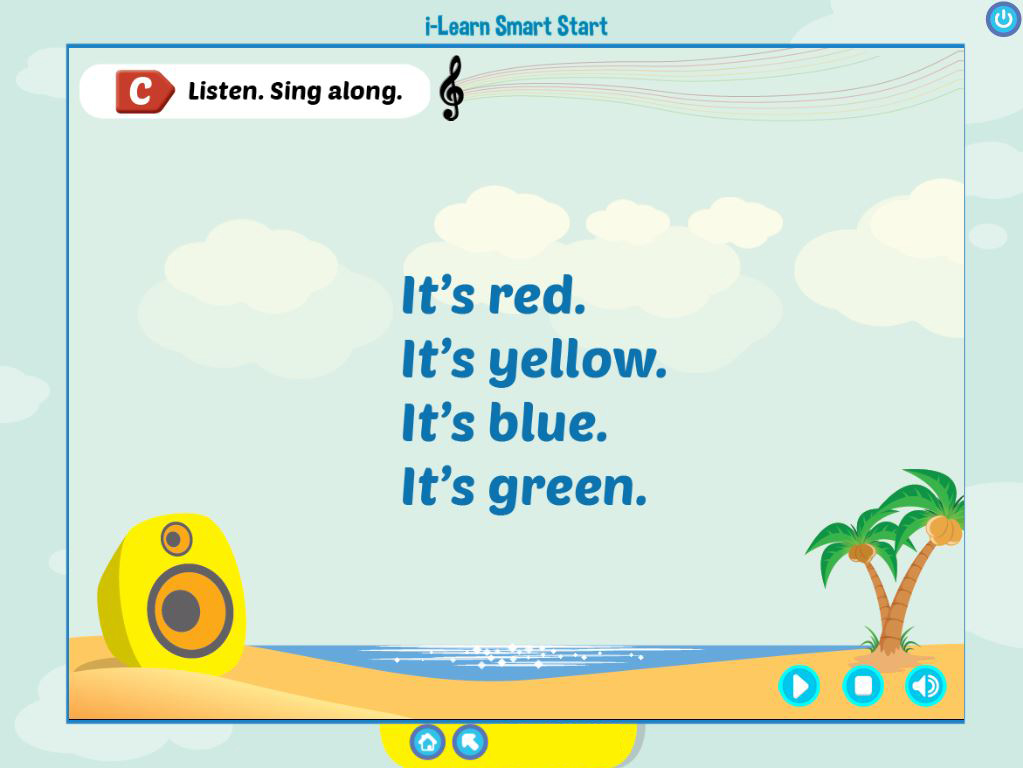 i-Learn Smart Start
C Listen. Sing along.
It's red.
It's yellow.
It's blue.
It's green.